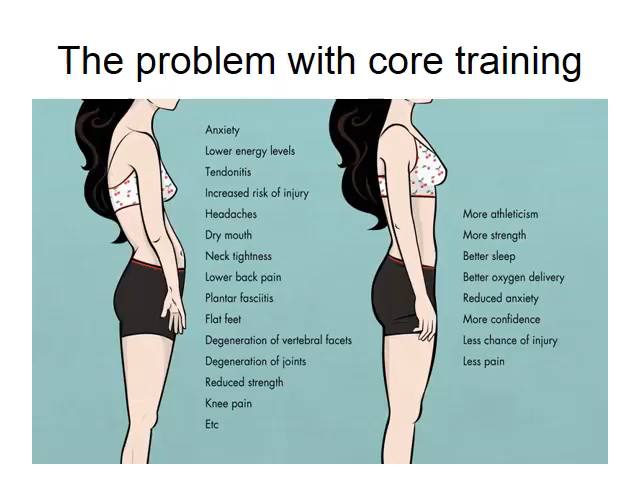 The problem with core training
Anxiety
Lower energy levels
Tendonitis
Increased risk of injury
Headaches
Dry mouth
Neck tightness
Lower back pain
Plantar fasciitis
Flat feet
Degeneration of vertebral facets
Degeneration of joints
Reduced strength
Knee pain
Etc
More athleticism
More strength
Better sleep
Better oxygen delivery
Reduced anxiety
More confidence
Less chance of injury
Less pain